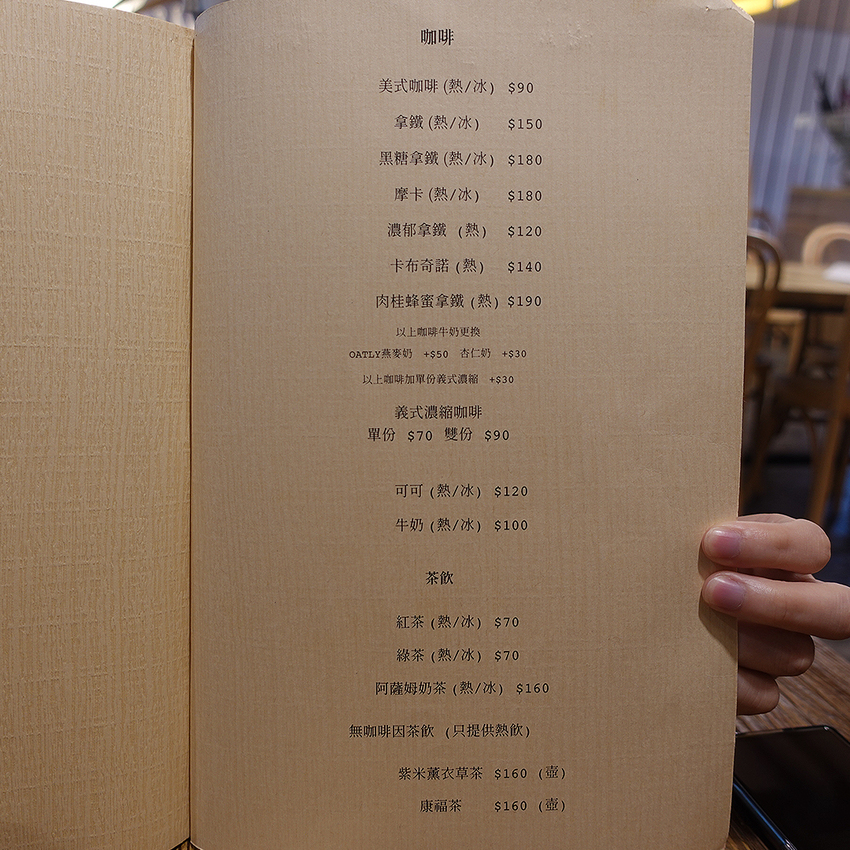 咖啡
美式咖啡(熱/冰) $90
拿鐵(熱/冰) $150
黑糖拿鐵(熱/冰) $180
摩卡(熱/冰) $180
濃郁拿鐵 (熱) $120
卡布奇諾(熱) $140
肉桂蜂蜜拿鐵(熱) $190
以上咖啡牛奶更換
OATLY燕麥奶 +$50 杏仁奶 +$30
以上咖啡加單份義式濃縮 +$30
義式濃縮咖啡
單份 $70 雙份 $90
可可(熱/冰) $120
牛奶(熱/冰) $100
茶飲
紅茶(熱/冰) $70
綠茶(熱/冰) $70
阿薩姆奶茶(熱/冰) $160
無咖啡因茶飲 (只提供熱飲)
紫米薰衣草茶 $160 (壺)
康福茶 $160 (壺)